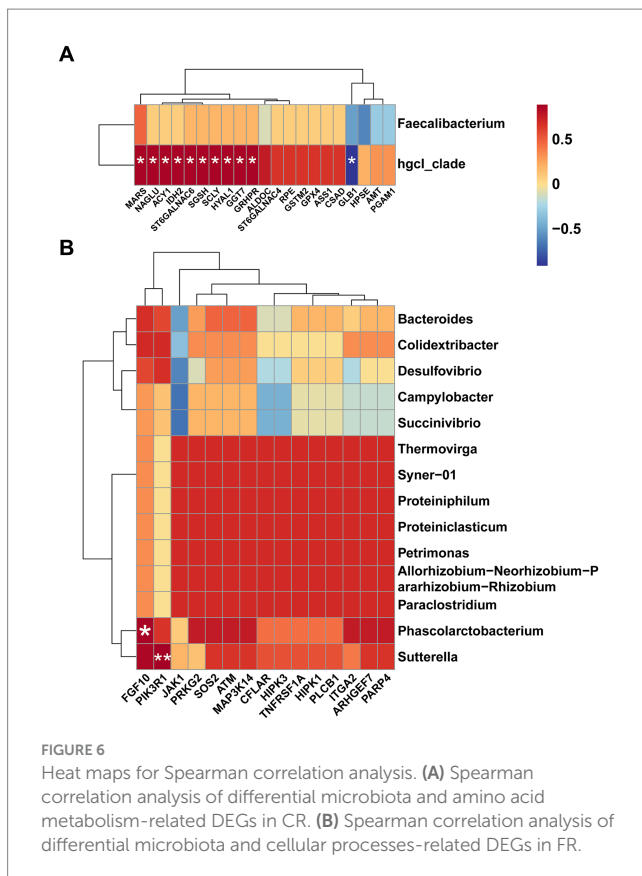 A
Faecalibacterium
hgcI_clade
* * * * * * * * * * *
MARS
NAGLU
ACY1
IDH2
ST6GALNAC6
SGSH
SCLY
HYAL1
GGT7
GRHPR
ALDOC
ST6GALNAC4
RPE
GSTM2
GPX4
ASS1
CSAD
GLB1
HPSE
AMT
PGAM1
0.5
0
−0.5
B
Bacteroides
Colidextribacter
Desulfovibrio
Campylobacter
Succinivibrio
Thermovirga
Syner−01
Proteiniphilum
Proteiniclasticum
Petrimonas
Allorhizobium−Neorhizobium−P
ararhizobium−Rhizobium
Paraclostridium
* Phascolarctobacterium
** Sutterella
FGF10
PIK3R1
JAK1
PRKG2
SOS2
ATM
MAP3K14
CFLAR
HIPK3
TNFRSF1A
HIPK1
PLCB1
ITGA2
ARHGEF7
PARP4
FIGURE 6
Heat maps for Spearman correlation analysis. (A) Spearman
correlation analysis of differential microbiota and amino acid
metabolism-related DEGs in CR. (B) Spearman correlation analysis of
differential microbiota and cellular processes-related DEGs in FR.